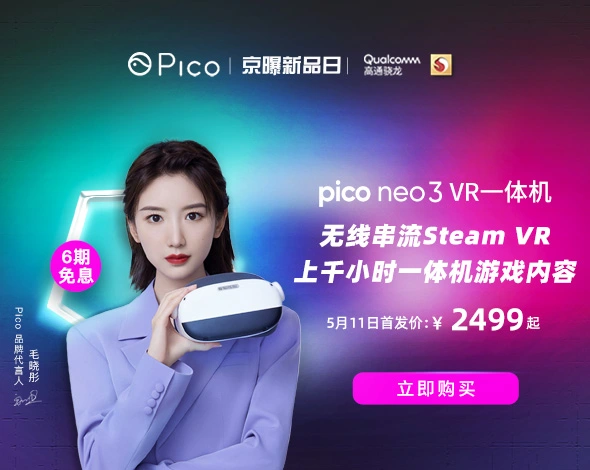 Pico
京曝新品日
Qualcomm
高通骁龙
pico neo3 VR一体机
无线串流Steam VR
上千小时一体机游戏内容
5月11日首发价:¥ 2499起
立即购买
6期
免息
Pico 品牌代言人
毛晓彤